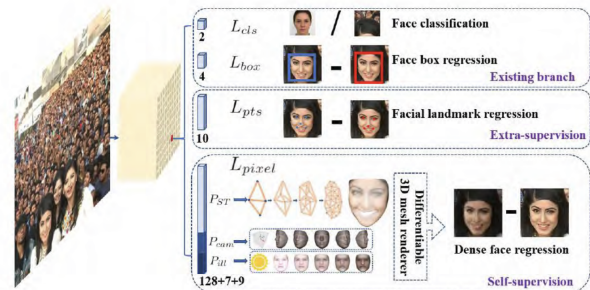 2
L_cls
/
Face classification
4
L_box
-
Face box regression
Existing branch
10
L_pts
-
Facial landmark regression
Extra-supervision
L_pixel
P_ST
P_cam
P_ill
128+7+9
Differentiable
3D mesh renderer
-
Dense face regression
Self-supervision